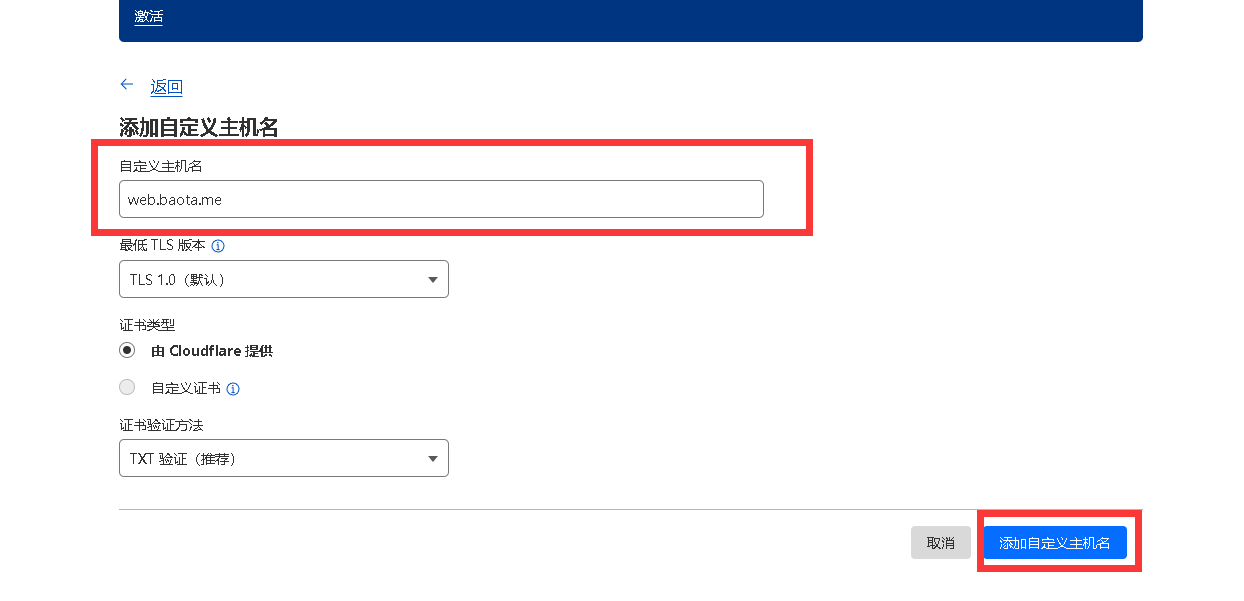 激活
返回
添加自定义主机名
自定义主机名
web.baota.me
最低 TLS 版本
TLS 1.0（默认）
证书类型
由 Cloudflare 提供
自定义证书
证书验证方法
TXT 验证（推荐）
取消
添加自定义主机名